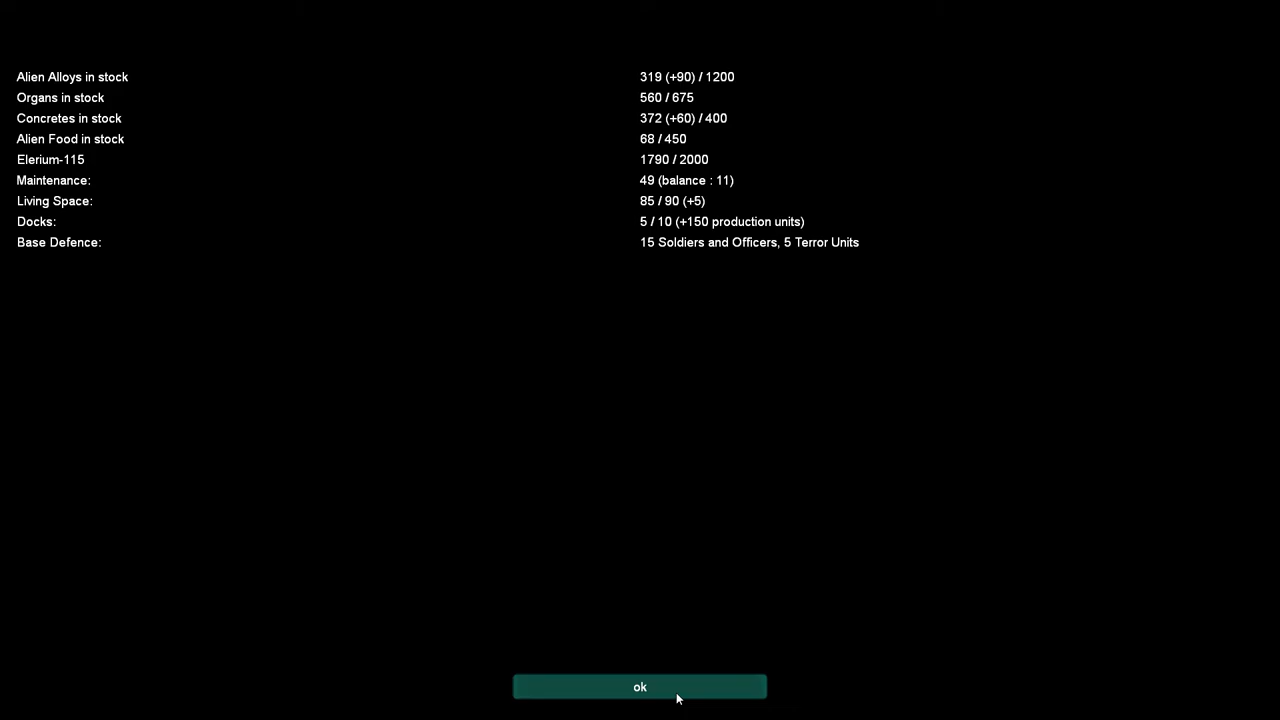 Alien Alloys in stock 319 (+90) / 1200
Organs in stock 560 / 675
Concretes in stock 372 (+60) / 400
Alien Food in stock 68 / 450
Elerium-115 1790 / 2000
Maintenance: 49 (balance : 11)
Living Space: 85 / 90 (+5)
Docks: 5 / 10 (+150 production units)
Base Defence: 15 Soldiers and Officers, 5 Terror Units
ok